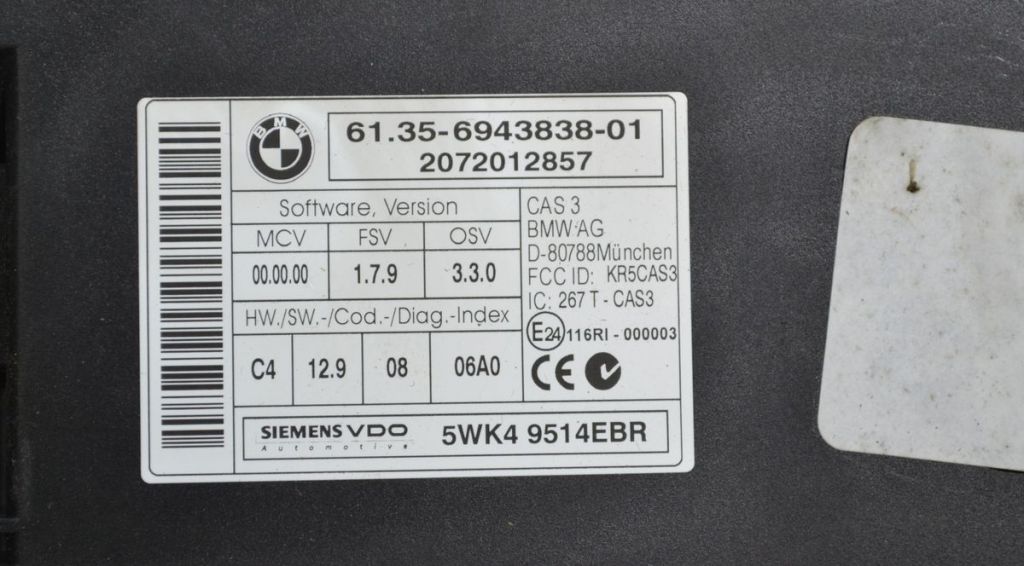 BMW
61.35-6943838-01
2072012857
Software, Version
MCV FSV OSV
00.00.00 1.7.9 3.3.0
HW./SW.-/Cod.-/Diag.-Index
C4 12.9 08 06A0
CAS 3
BMW AG
D-80788München
FCC ID: KR5CAS3
IC: 267 T - CAS3
E24 116RI - 000003
CE
SIEMENS VDO
Automotive
5WK4 9514EBR